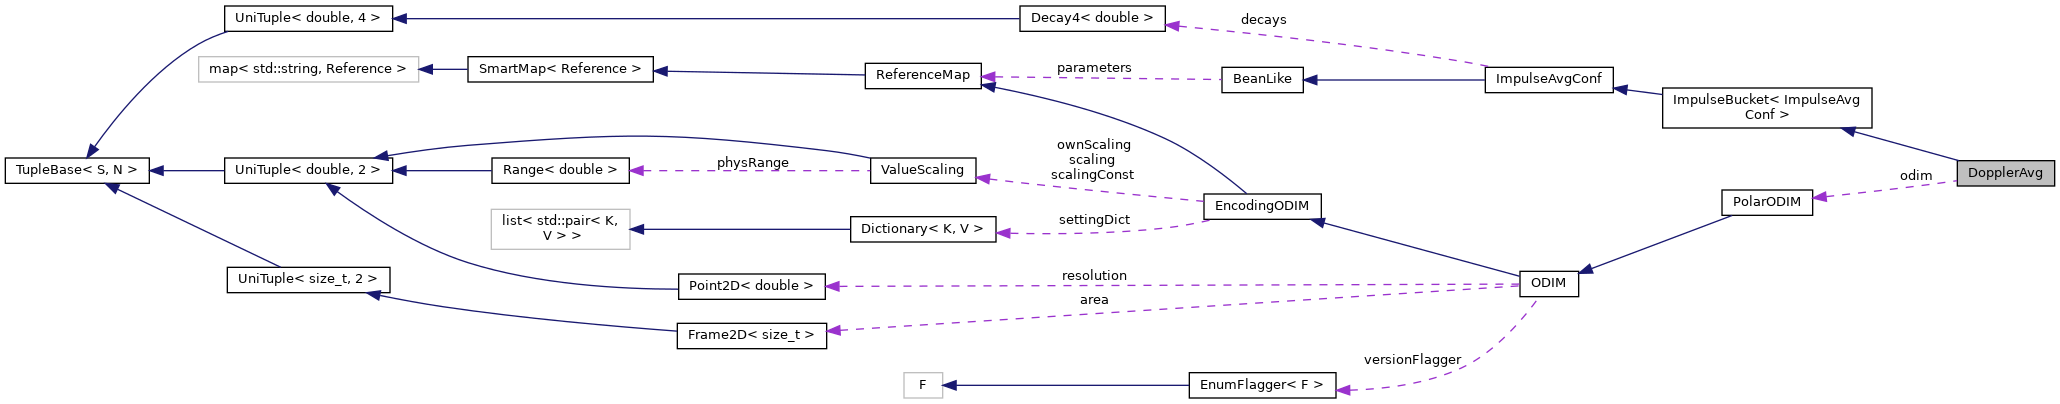 UniTuple< double, 4 >
Decay4< double >
decays
map< std::string, Reference >
SmartMap< Reference >
ReferenceMap
parameters
BeanLike
ImpulseAvgConf
ImpulseBucket< ImpulseAvg
Conf >
TupleBase< S, N >
UniTuple< double, 2 >
Range< double >
physRange
ValueScaling
ownScaling
scaling
scalingConst
DopplerAvg
odim
PolarODIM
EncodingODIM
list< std::pair< K,
V > >
Dictionary< K, V >
settingDict
UniTuple< size_t, 2 >
Point2D< double >
resolution
ODIM
area
Frame2D< size_t >
versionFlagger
F
EnumFlagger< F >